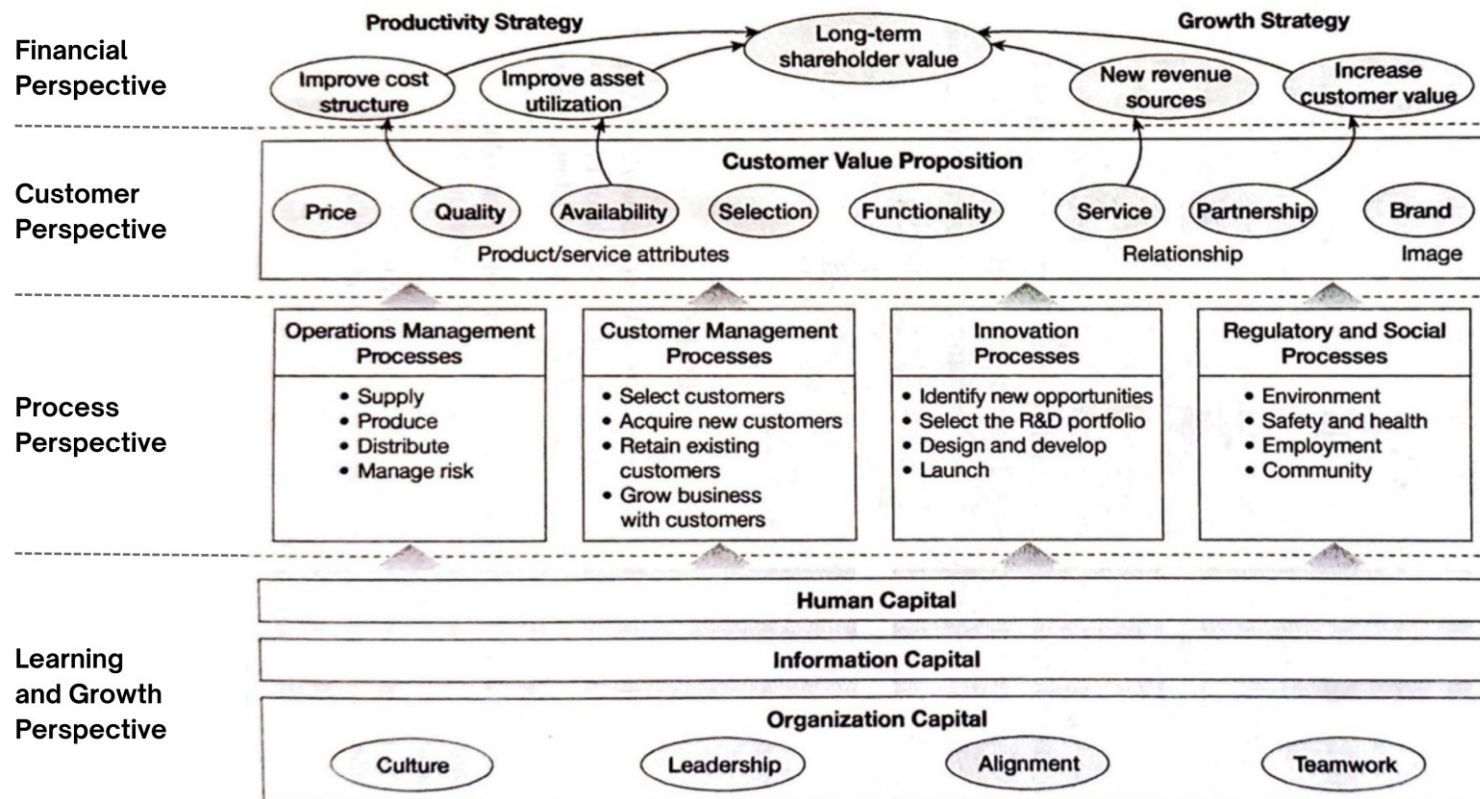 Financial
Perspective
Productivity Strategy
Growth Strategy
Long-term
shareholder value
Improve cost
structure
Improve asset
utilization
New revenue
sources
Increase
customer value
Customer
Perspective
Customer Value Proposition
Price
Quality
Availability
Selection
Functionality
Service
Partnership
Brand
Product/service attributes
Relationship
Image
Process
Perspective
Operations Management
Processes
• Supply
• Produce
• Distribute
• Manage risk
Customer Management
Processes
• Select customers
• Acquire new customers
• Retain existing
customers
• Grow business
with customers
Innovation
Processes
• Identify new opportunities
• Select the R&D portfolio
• Design and develop
• Launch
Regulatory and Social
Processes
• Environment
• Safety and health
• Employment
• Community
Learning
and Growth
Perspective
Human Capital
Information Capital
Organization Capital
Culture
Leadership
Alignment
Teamwork